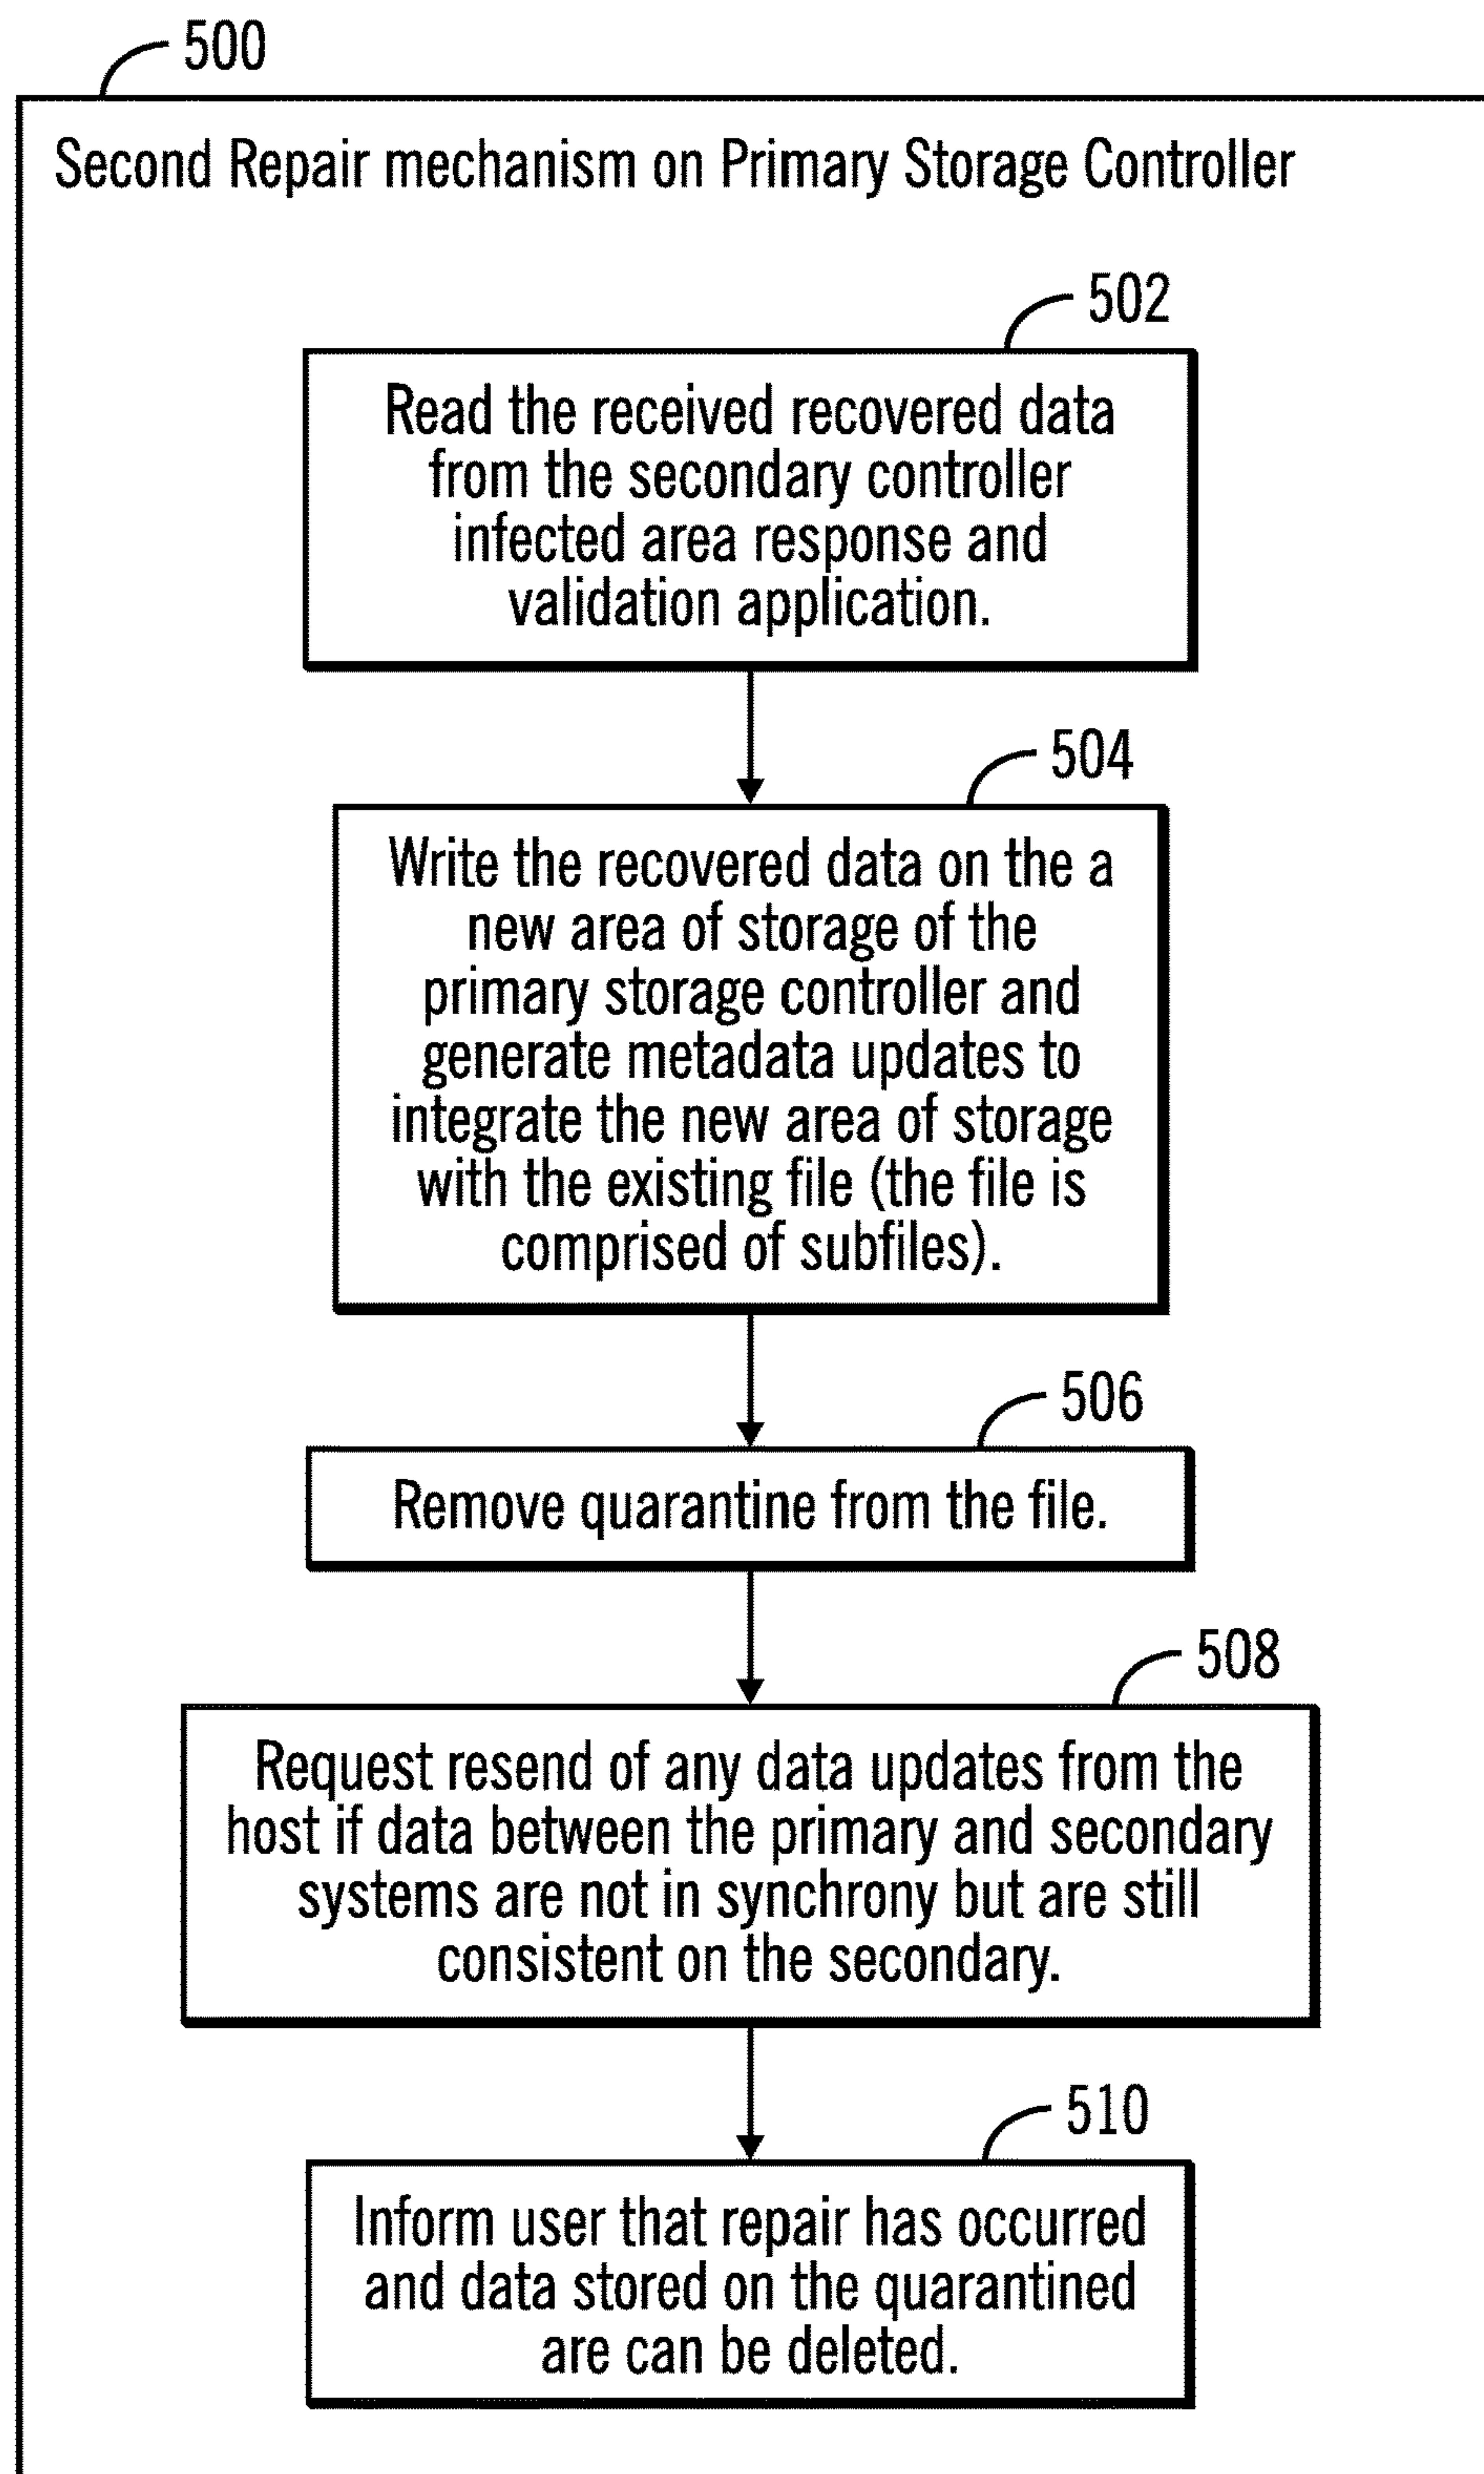 500
Second Repair mechanism on Primary Storage Controller
502
Read the received recovered data
from the secondary controller
infected area response and
validation application.
504
Write the recovered data on the a
new area of storage of the
primary storage controller and
generate metadata updates to
integrate the new area of storage
with the existing file (the file is
comprised of subfiles).
506
Remove quarantine from the file.
508
Request resend of any data updates from the
host if data between the primary and secondary
systems are not in synchrony but are still
consistent on the secondary.
510
Inform user that repair has occurred
and data stored on the quarantined
are can be deleted.